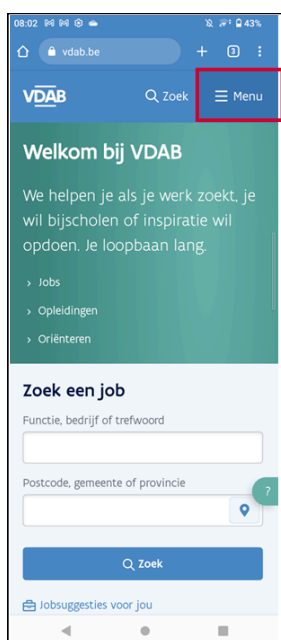 08:02
43%
vdab.be
3
VDAB
Zoek
Menu
Welkom bij VDAB
We helpen je als je werk zoekt, je
wil bijscholen of inspiratie wil
opdoen. Je loopbaan lang.
> Jobs
> Opleidingen
> Oriënteren
Zoek een job
Functie, bedrijf of trefwoord
Postcode, gemeente of provincie
?
Zoek
Jobsuggesties voor jou